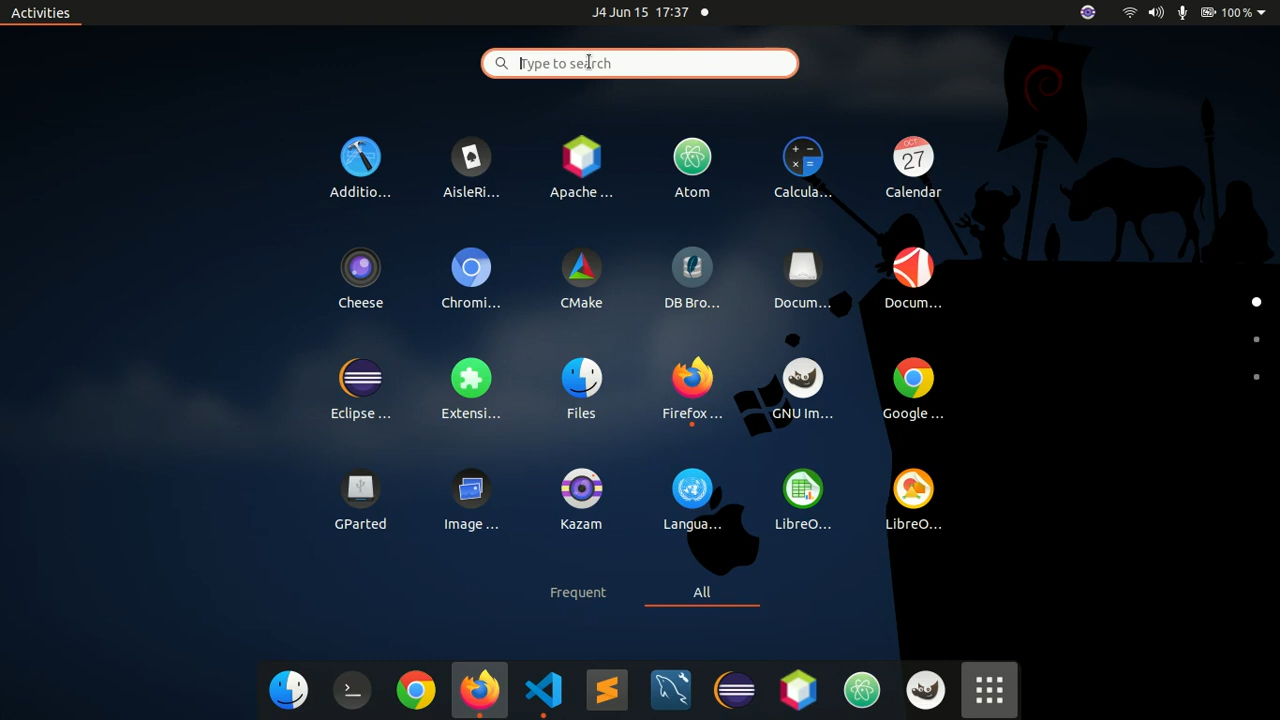 Activities
J4 Jun 15 17:37
100 %
Type to search
Additio...
AisleRi...
Apache ...
Atom
Calcula...
OCT
27
Calendar
Cheese
Chromi...
CMake
DB Bro...
Docum...
Docum...
Eclipse ...
Extensi...
Files
Firefox ...
GNU Im...
Google ...
GParted
Image ...
Kazam
Langua...
LibreO...
LibreO...
Frequent
All